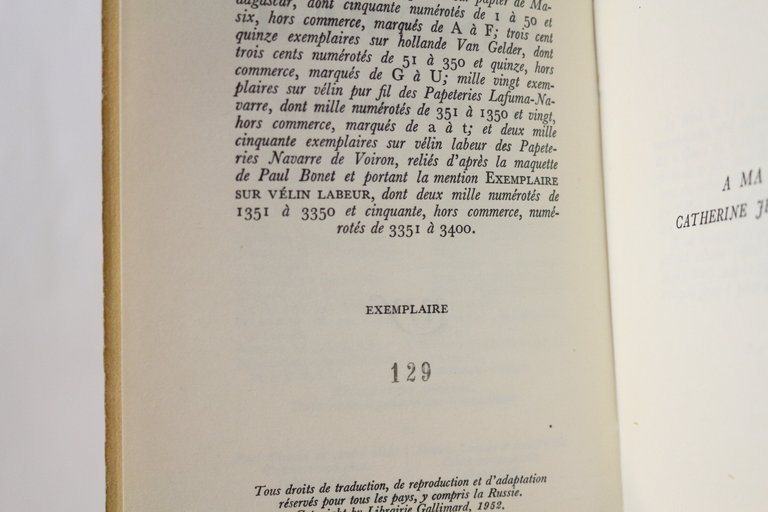 papier de Ma-
dont cinquante numérotés de 1 à 50 et
six, hors commerce, marqués de A à F; trois cent
quinze exemplaires sur hollande Van Gelder, dont
trois cents numérotés de 51 à 350 et quinze, hors
commerce, marqués de G à U; mille vingt exem-
plaires sur vélin pur fil des Papeteries Lafuma-Na-
varre, dont mille numérotés de 351 à 1350 et vingt,
hors commerce, marqués de a à t; et deux mille
cinquante exemplaires sur vélin labeur des Papete-
ries Navarre de Voiron, reliés d'après la maquette
de Paul Bonet et portant la mention EXEMPLAIRE
SUR VÉLIN LABEUR, dont deux mille numérotés de
1351 à 3350 et cinquante, hors commerce, numé-
rotés de 3351 à 3400.
EXEMPLAIRE
129
Tous droits de traduction, de reproduction et d'adaptation
réservés pour tous les pays, y compris la Russie.
Copyright by Librairie Gallimard, 1952.
A MA
CATHERINE